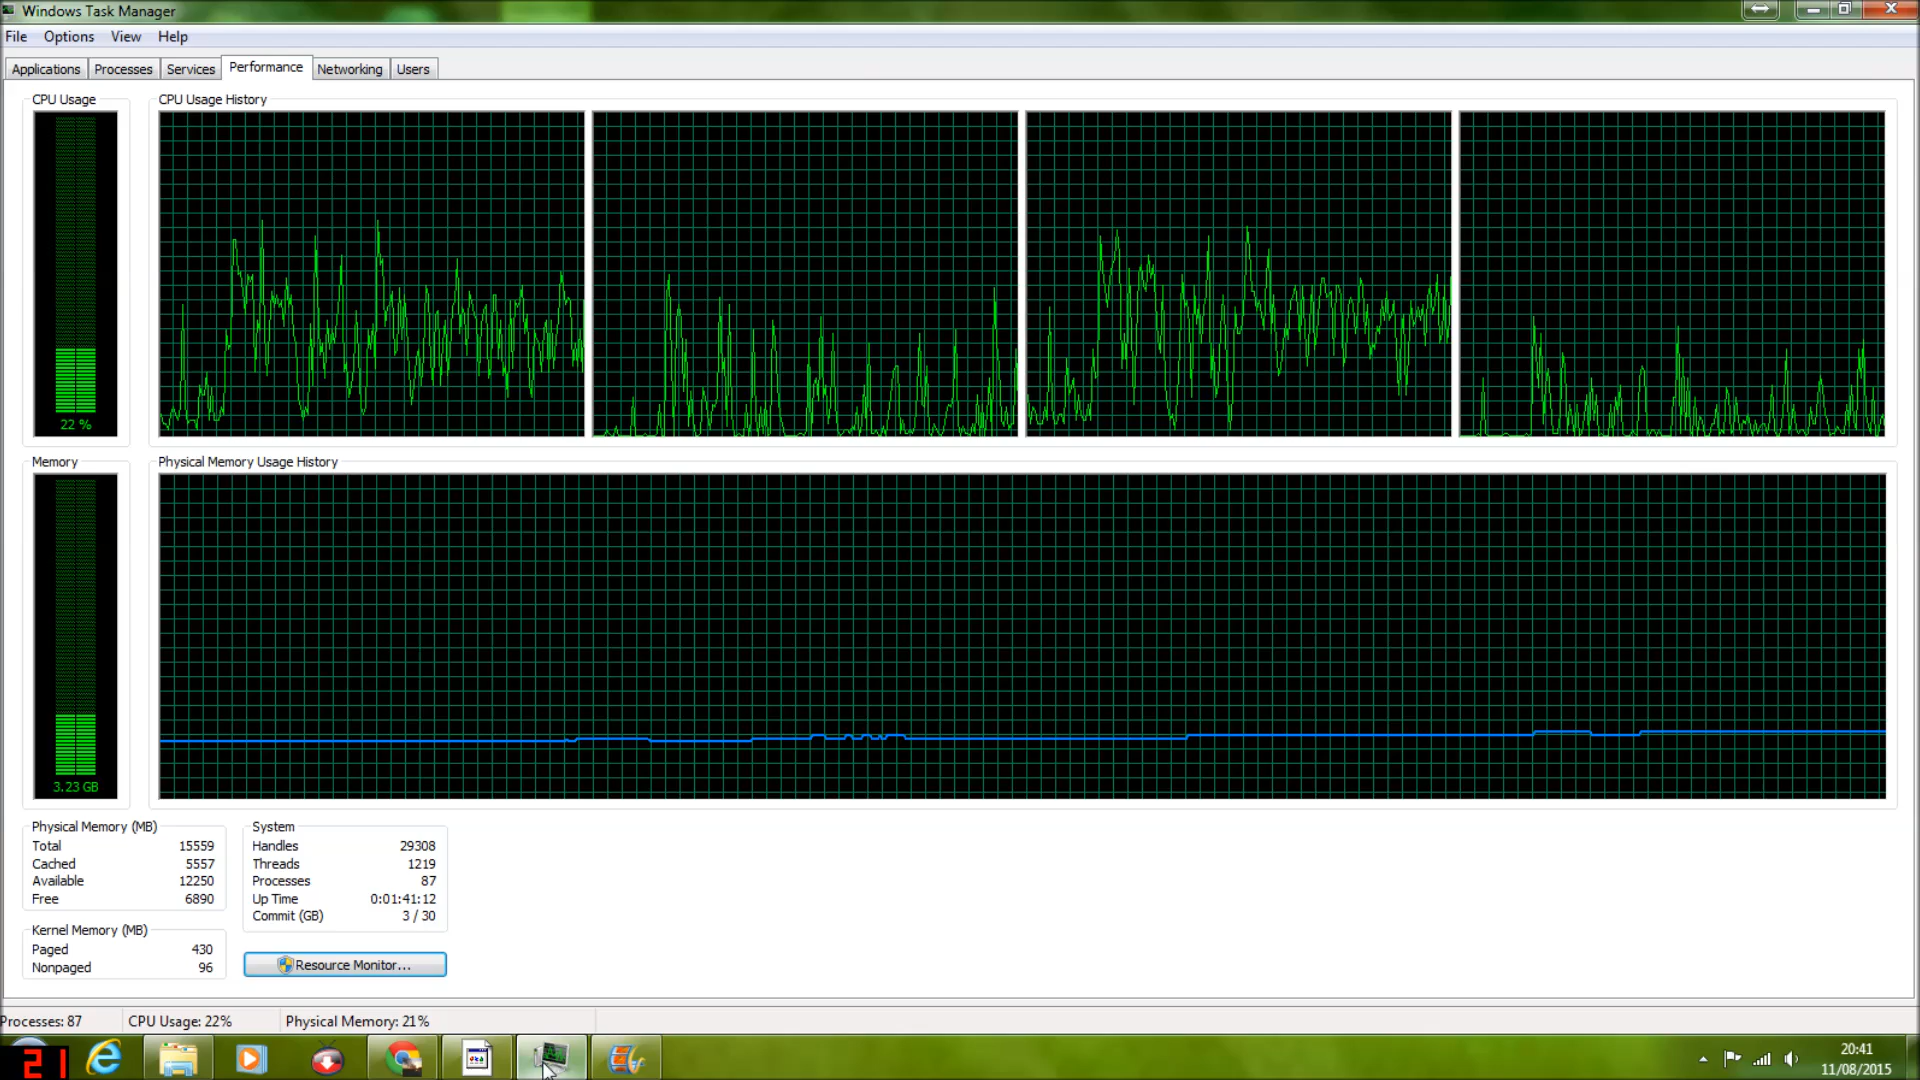 Windows Task Manager
File Options View Help
Applications Processes Services Performance Networking Users
CPU Usage CPU Usage History
22 %
Memory Physical Memory Usage History
3.23 GB
Physical Memory (MB)
Total 15559
Cached 5557
Available 12250
Free 6890
Kernel Memory (MB)
Paged 430
Nonpaged 96
System
Handles 29308
Threads 1219
Processes 87
Up Time 0:01:41:12
Commit (GB) 3 / 30
Resource Monitor...
Processes: 87 CPU Usage: 22% Physical Memory: 21%
21
20:41
11/08/2015